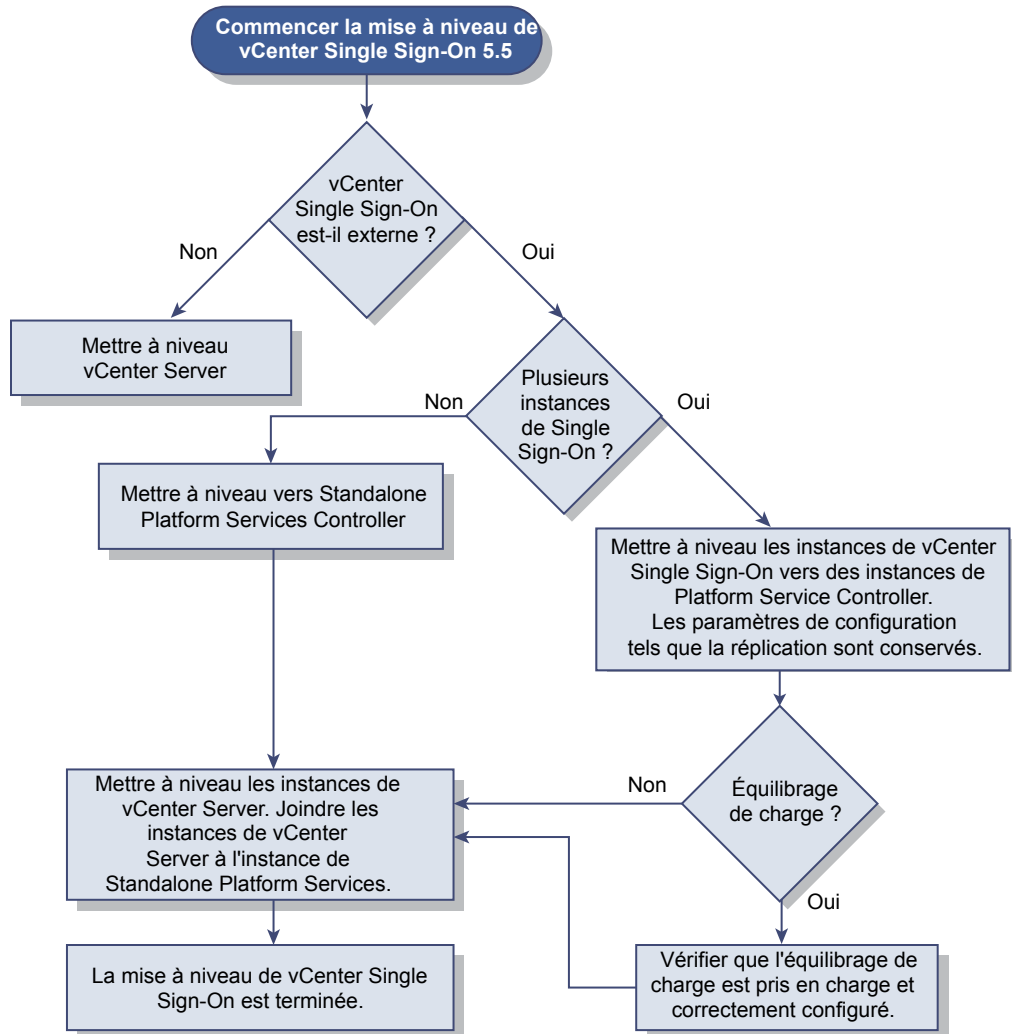 Commencer la mise à niveau de
vCenter Single Sign-On 5.5
vCenter
Single Sign-On
est-il externe ?
Non
Oui
Mettre à niveau
vCenter Server
Plusieurs
instances
de Single
Sign-On ?
Non
Oui
Mettre à niveau vers Standalone
Platform Services Controller
Mettre à niveau les instances de vCenter
Single Sign-On vers des instances de
Platform Service Controller.
Les paramètres de configuration
tels que la réplication sont conservés.
Mettre à niveau les instances de
vCenter Server. Joindre les
instances de vCenter
Server à l'instance de
Standalone Platform Services.
Non
Équilibrage
de charge ?
Oui
La mise à niveau de vCenter Single
Sign-On est terminée.
Vérifier que l'équilibrage de
charge est pris en charge et
correctement configuré.